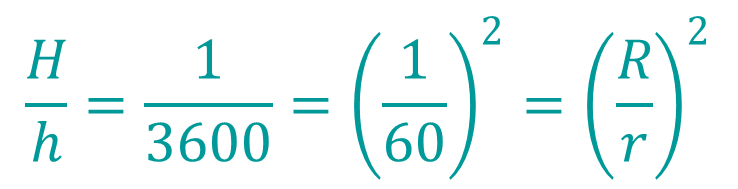 H/h = 1/3600 = (1/60)^2 = (R/r)^2